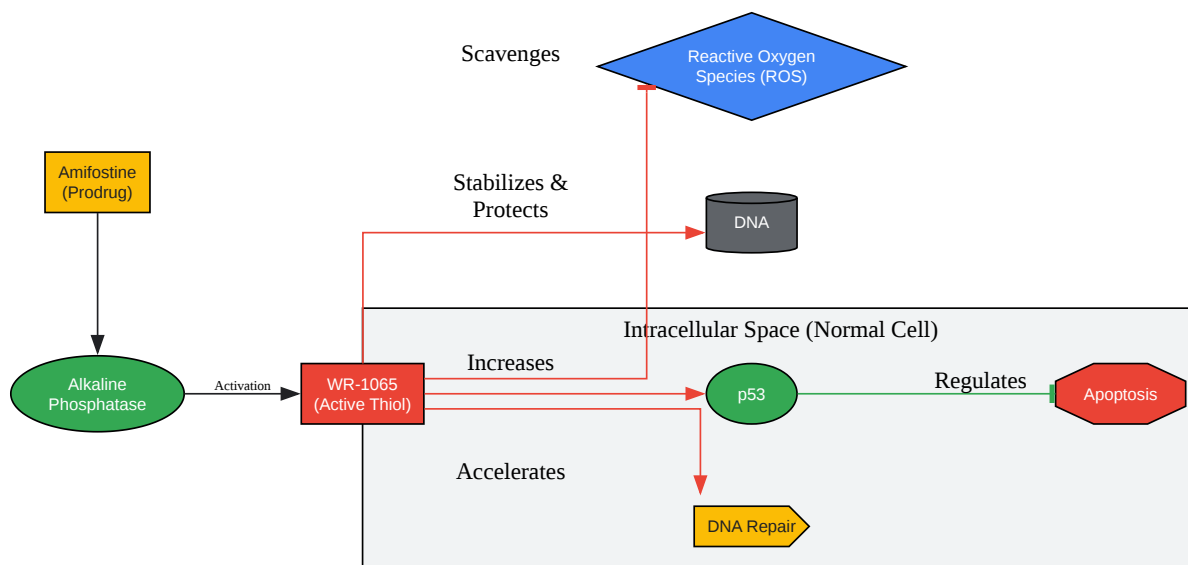 Scavenges
Reactive Oxygen
Species (ROS)
Amifostine
(Prodrug)
Stabilizes &
Protects
DNA
Intracellular Space (Normal Cell)
Alkaline
Phosphatase
Activation
WR-1065
(Active Thiol)
Increases
p53
Regulates
Apoptosis
Accelerates
DNA Repair